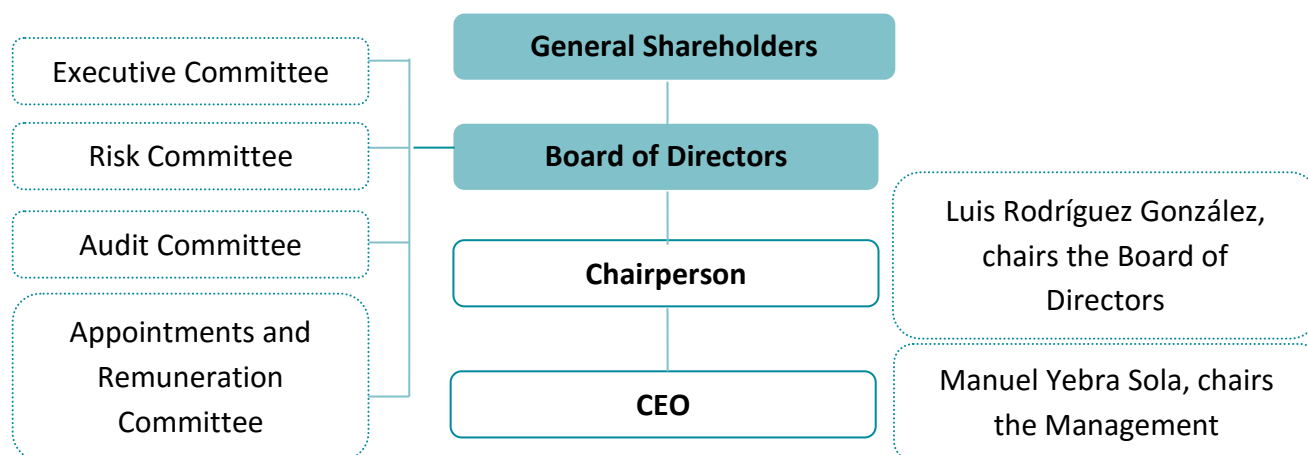 General Shareholders
Executive Committee
Risk Committee
Board of Directors
Audit Committee
Luis Rodríguez González,
chairs the Board of
Directors
Chairperson
Appointments and
Remuneration
Committee
CEO
Manuel Yebra Sola, chairs
the Management